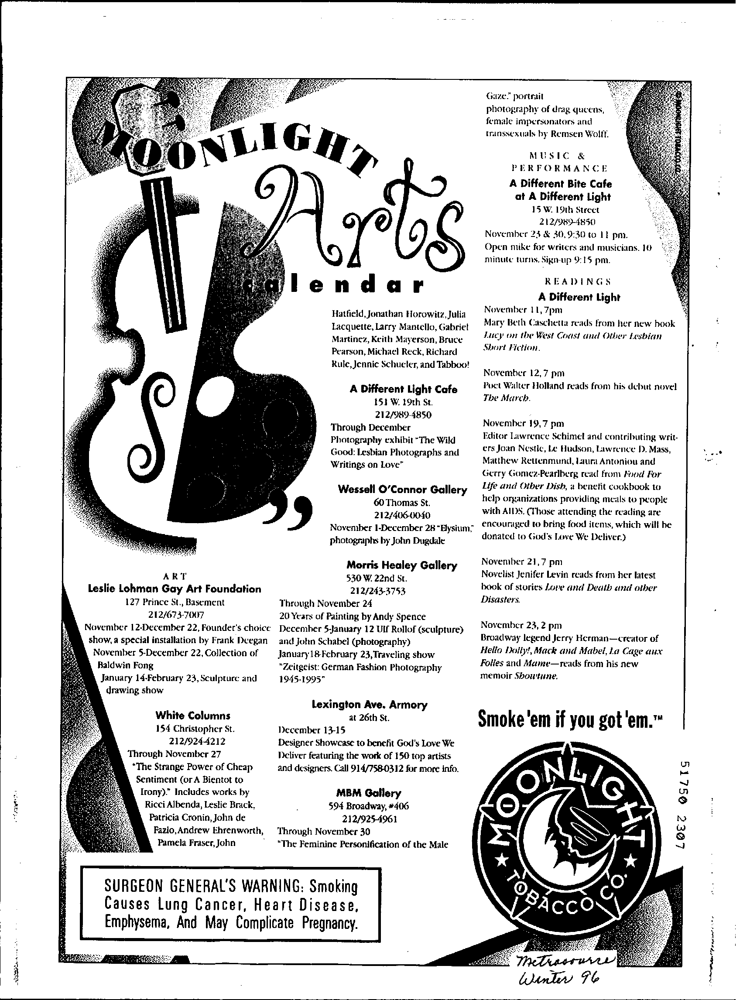 MOONLIGHT
Arts
calendar
ART
Leslie Lohman Gay Art Foundation
127 Prince St., Basement
212/673-7007
November 12-December 22, Founder's choice
show, a special installation by Frank Deegan
November 5-December 22, Collection of
Baldwin Fong
January 14-February 23, Sculpture and
drawing show
White Columns
154 Christopher St.
212/924-4212
Through November 27
"The Strange Power of Cheap
Sentiment (or A Bientot to
Irony)." Includes works by
Ricci Albenda, Leslie Brack,
Patricia Cronin, John de
Fazio, Andrew Ehrenworth,
Pamela Fraser, John
Hatfield, Jonathan Horowitz, Julia
Lacquette, Larry Mantello, Gabriel
Martinez, Keith Mayerson, Bruce
Pearson, Michael Reck, Richard
Rule, Jennie Schueler, and Tabboo!
A Different Light Cafe
151 W. 19th St.
212/989-4850
Through December
Photography exhibit "The Wild
Good: Lesbian Photographs and
Writings on Love"
Wessell O'Connor Gallery
60 Thomas St.
212/406-0040
November 1-December 28 "Elysium,"
photographs by John Dugdale
Morris Healey Gallery
530 W. 22nd St.
212/243-3753
Through November 24
20 Years of Painting by Andy Spence
December 5-January 12 Ulf Rollof (sculpture)
and John Schabel (photography)
January 18-February 23, Traveling show
"Zeitgeist: German Fashion Photography
1945-1995"
Lexington Ave. Armory
at 26th St.
December 13-15
Designer Showcase to benefit God's Love We
Deliver featuring the work of 150 top artists
and designers. Call 914/758-0312 for more info.
MBM Gallery
594 Broadway, #406
212/925-4961
Through November 30
"The Feminine Personification of the Male
Gaze." portrait
photography of drag queens,
female impersonators and
transsexuals by Remsen Wolff.
MUSIC &
PERFORMANCE
A Different Bite Cafe
at A Different Light
15 W. 19th Street
212/989-4850
November 23 & 30, 9:30 to 11 pm.
Open mike for writers and musicians. 10
minute turns. Sign-up 9:15 pm.
READINGS
A Different Light
November 11, 7pm
Mary Beth Caschetta reads from her new book
Lucy on the West Coast and Other Lesbian
Short Fiction.
November 12, 7 pm
Poet Walter Holland reads from his debut novel
The March.
November 19, 7 pm
Editor Lawrence Schimel and contributing writ-
ers Joan Nestle, Le Hudson, Lawrence D. Mass,
Matthew Rettenmund, Laura Antoniou and
Gerry Gomez-Pearlberg read from Food For
Life and Other Dish, a benefit cookbook to
help organizations providing meals to people
with AIDS. (Those attending the reading are
encouraged to bring food items, which will be
donated to God's Love We Deliver.)
November 21, 7 pm
Novelist Jenifer Levin reads from her latest
book of stories Love and Death and other
Disasters.
November 23, 2 pm
Broadway legend Jerry Herman—creator of
Hello Dolly!, Mack and Mabel, La Cage aux
Folles and Mame—reads from his new
memoir Showtune.
Smoke 'em if you got 'em.™
MOONLIGHT
TOBACCO CO.
SURGEON GENERAL'S WARNING: Smoking
Causes Lung Cancer, Heart Disease,
Emphysema, And May Complicate Pregnancy.
51750 2307
Metrosource
Winter 96